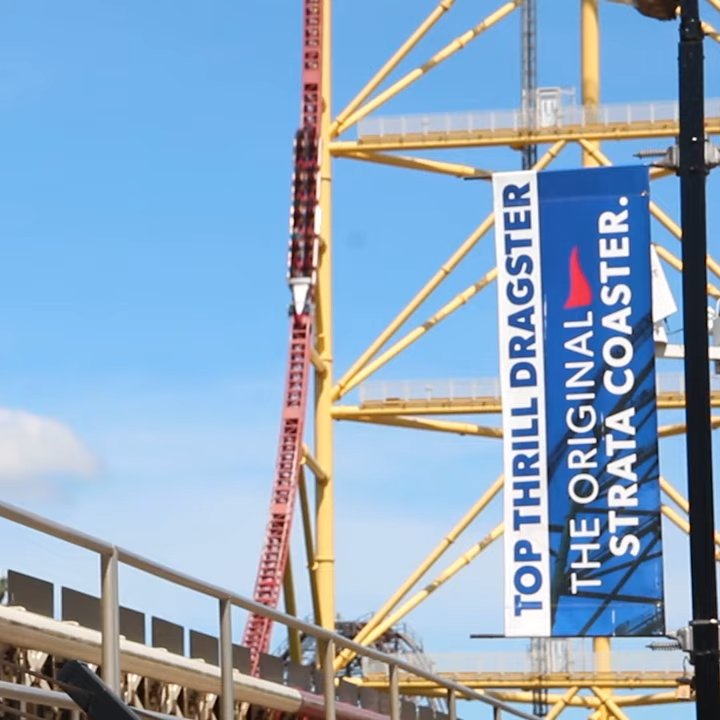 TOP THRILL DRAGSTER
THE ORIGINAL
STRATA COASTER.